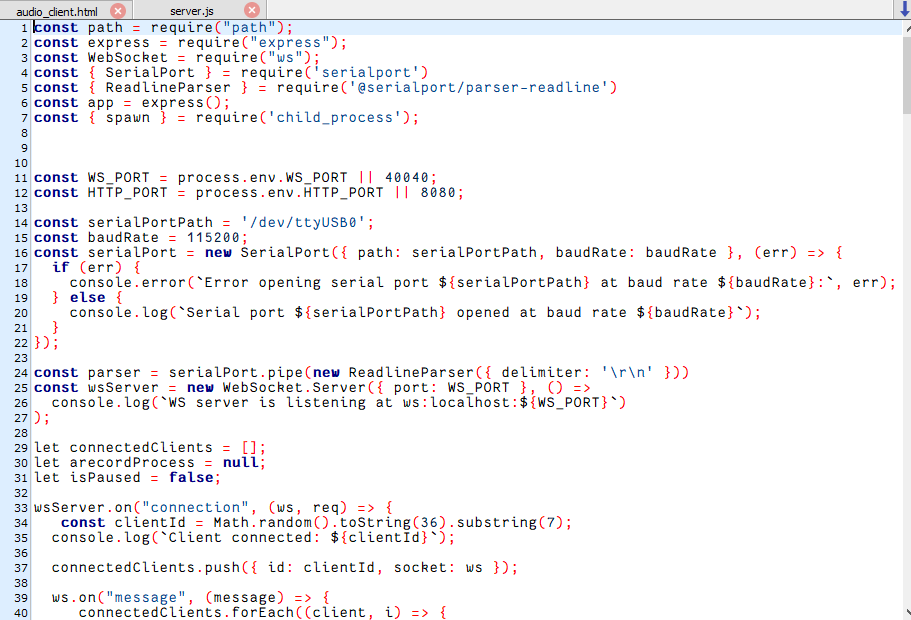 audio_client.html server.js
1 const path = require("path");
2 const express = require("express");
3 const WebSocket = require("ws");
4 const { SerialPort } = require('serialport')
5 const { ReadlineParser } = require('@serialport/parser-readline')
6 const app = express();
7 const { spawn } = require('child_process');
8
9
10
11 const WS_PORT = process.env.WS_PORT || 40040;
12 const HTTP_PORT = process.env.HTTP_PORT || 8080;
13
14 const serialPortPath = '/dev/ttyUSB0';
15 const baudRate = 115200;
16 const serialPort = new SerialPort({ path: serialPortPath, baudRate: baudRate }, (err) => {
17   if (err) {
18     console.error(`Error opening serial port ${serialPortPath} at baud rate ${baudRate}:`, err);
19   } else {
20     console.log(`Serial port ${serialPortPath} opened at baud rate ${baudRate}`);
21   }
22 });
23
24 const parser = serialPort.pipe(new ReadlineParser({ delimiter: '\r\n' }))
25 const wsServer = new WebSocket.Server({ port: WS_PORT }, () =>
26   console.log(`WS server is listening at ws:localhost:${WS_PORT}`)
27 );
28
29 let connectedClients = [];
30 let arecordProcess = null;
31 let isPaused = false;
32
33 wsServer.on("connection", (ws, req) => {
34    const clientId = Math.random().toString(36).substring(7);
35   console.log(`Client connected: ${clientId}`);
36
37   connectedClients.push({ id: clientId, socket: ws });
38
39   ws.on("message", (message) => {
40      connectedClients.forEach((client, i) => {